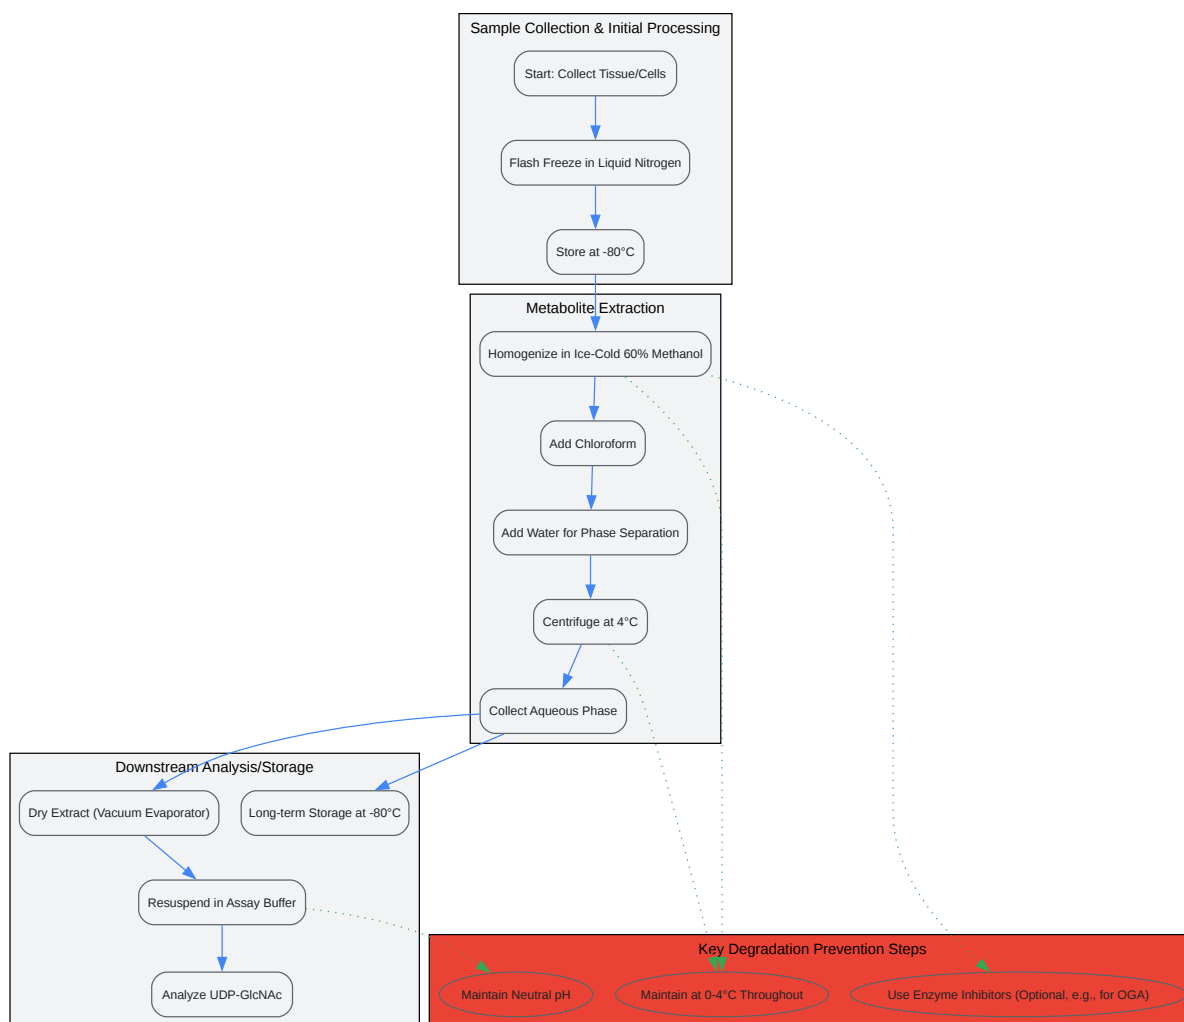 Sample Collection & Initial Processing
Start: Collect Tissue/Cells
Flash Freeze in Liquid Nitrogen
Store at -80°C
Metabolite Extraction
Homogenize in Ice-Cold 60% Methanol
Add Chloroform
Add Water for Phase Separation
Centrifuge at 4°C
Collect Aqueous Phase
Downstream Analysis/Storage
Dry Extract (Vacuum Evaporator)
Long-term Storage at -80°C
Resuspend in Assay Buffer
Analyze UDP-GlcNAc
Key Degradation Prevention Steps
Maintain Neutral pH
Maintain at 0-4°C Throughout
Use Enzyme Inhibitors (Optional, e.g., for OGA)